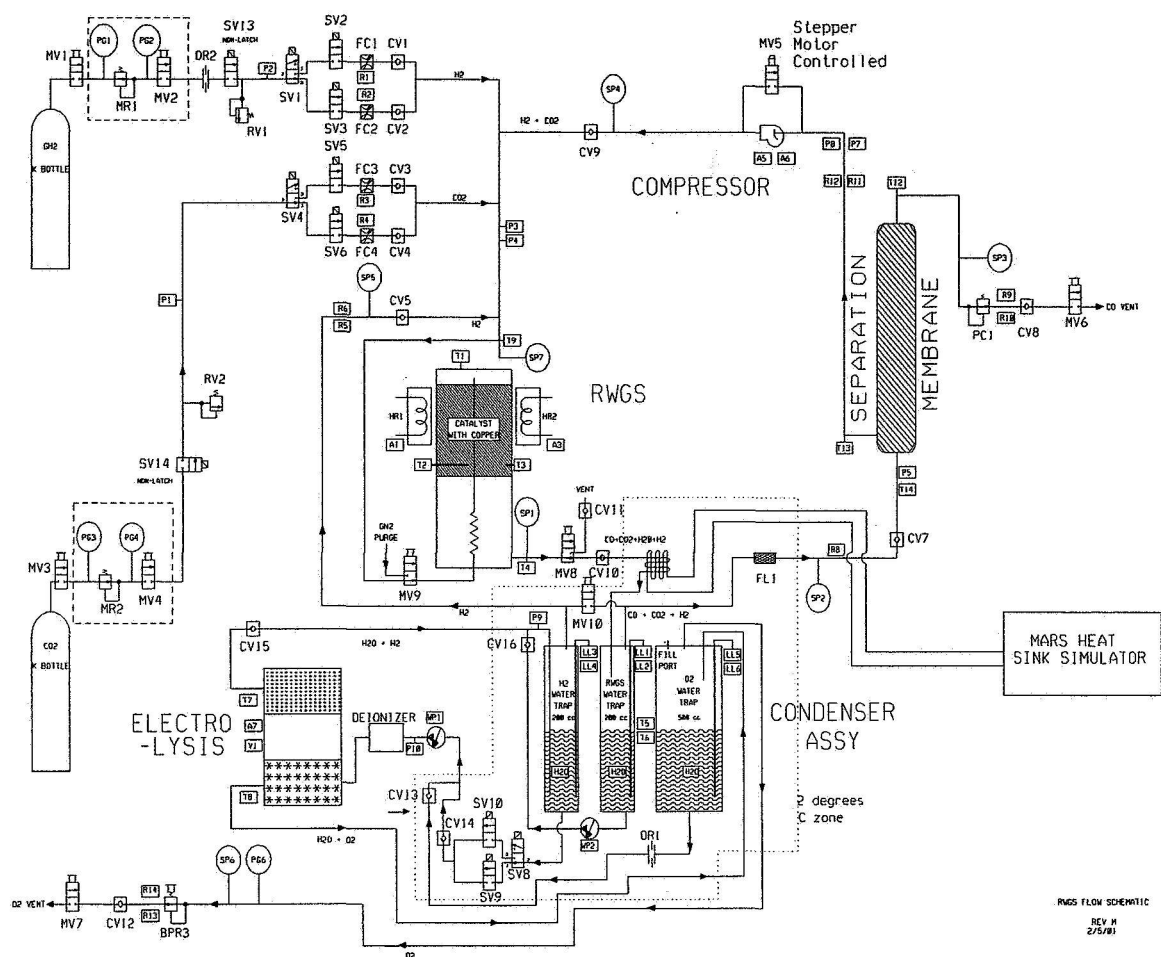 SV13
NON-LATCH
SV2
FC1
CV1
Stepper
MV5
Motor
Controlled
MV1
PG1
PG2
OR2
P2
R1
H2
SP4
MR1
MV2
SV1
R2
RV1
SV3
FC2
CV2
H2 + CO2
CV9
A5
A6
P8
P7
GH2
K BOTTLE
SV5
FC3
CV3
COMPRESSOR
R12
R11
T12
R3
CO2
SV4
R4
SV6
FC4
CV4
P3
P4
SP5
SP3
SEPARATION
MEMBRANE
P1
R6
R5
CV5
H2
R9
R10
PC1
CV8
MV6
CO VENT
T9
SP7
T1
RV2
RWGS
HR1
HR2
CATALYST
WITH COPPER
A1
A3
T13
SV14
NON-LATCH
T2
T3
P5
T14
VENT
CV11
SP1
GN2
PURGE
PG3
PG4
CO+CO2+H2O+H2
CV7
MV3
MR2
MV4
MV9
T4
MV8
CV10
FL1
R8
SP2
H2
MV10
CO + CO2 + H2
CO2
K BOTTLE
P9
CV15
H2O + H2
CV16
MARS HEAT
SINK SIMULATOR
LL3
LL4
LL1
LL2
FILL
PORT
LL5
LL6
H2
WATER
TRAP
200 cc
RWGS
WATER
TRAP
200 cc
O2
WATER
TRAP
500 cc
T7
A7
V1
ELECTRO
-LYSIS
DEIONIZER
WP1
P10
CONDENSER
ASSY
T5
T6
H2O
H2O
H2O
T8
CV13
SV10
CV14
WP2
OR1
2 degrees
C zone
H2O + O2
SV8
SV9
SP6
PG6
O2 VENT
R14
R13
MV7
CV12
BPR3
O2
RWGS FLOW SCHEMATIC
REV M
2/5/01